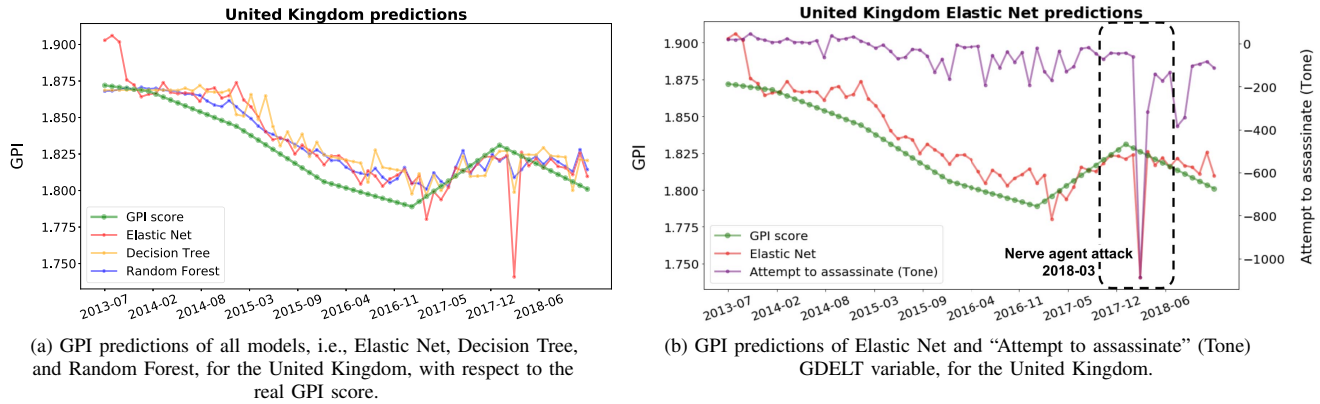 United Kingdom predictions
1.900
1.875
1.850
1.825
1.800
1.775
1.750
GPI
GPI score
Elastic Net
Decision Tree
Random Forest
2013-07
2014-02
2014-08
2015-03
2015-09
2016-04
2016-11
2017-05
2017-12
2018-06
(a) GPI predictions of all models, i.e., Elastic Net, Decision Tree,
and Random Forest, for the United Kingdom, with respect to the
real GPI score.
United Kingdom Elastic Net predictions
1.900
1.875
1.850
1.825
1.800
1.775
1.750
GPI
0
−200
−400
−600
−800
−1000
Attempt to assassinate (Tone)
GPI score
Elastic Net
Attempt to assassinate (Tone)
Nerve agent attack
2018-03
2013-07
2014-02
2014-08
2015-03
2015-09
2016-04
2016-11
2017-05
2017-12
2018-06
(b) GPI predictions of Elastic Net and “Attempt to assassinate” (Tone)
GDELT variable, for the United Kingdom.